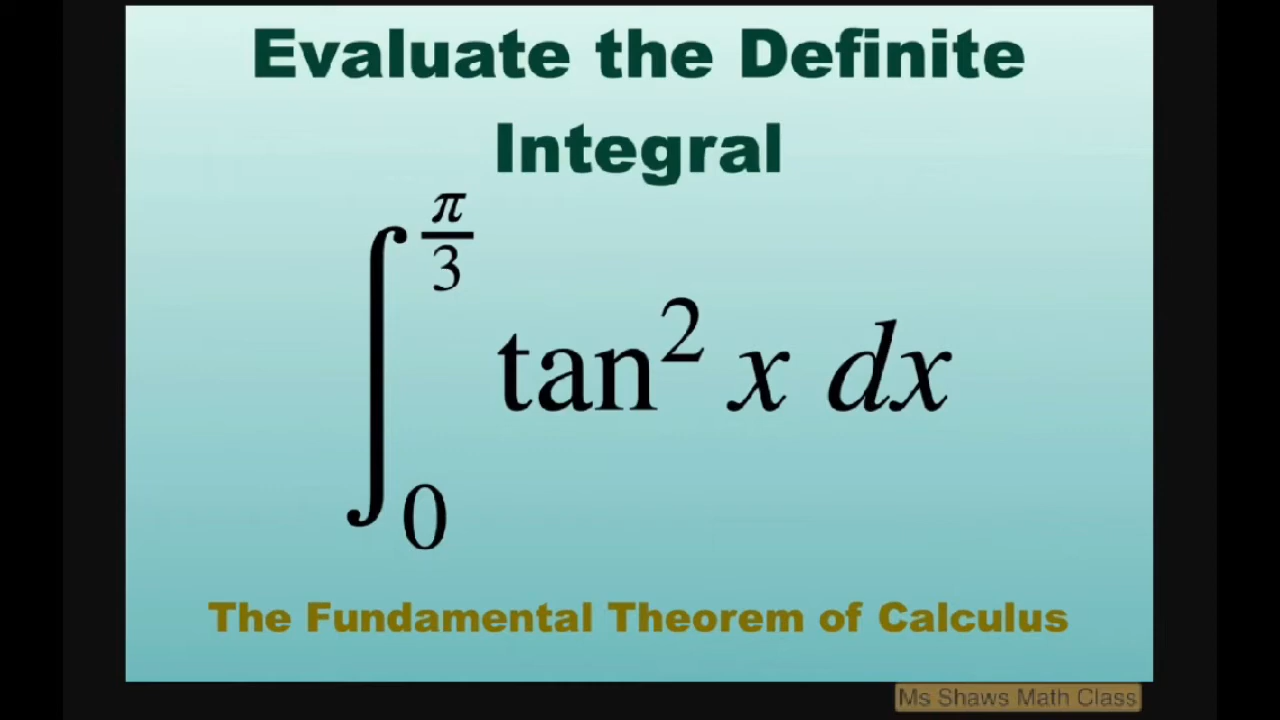 Evaluate the Definite
Integral
∫₀^(π/3) tan² x dx
The Fundamental Theorem of Calculus
Ms Shaws Math Class